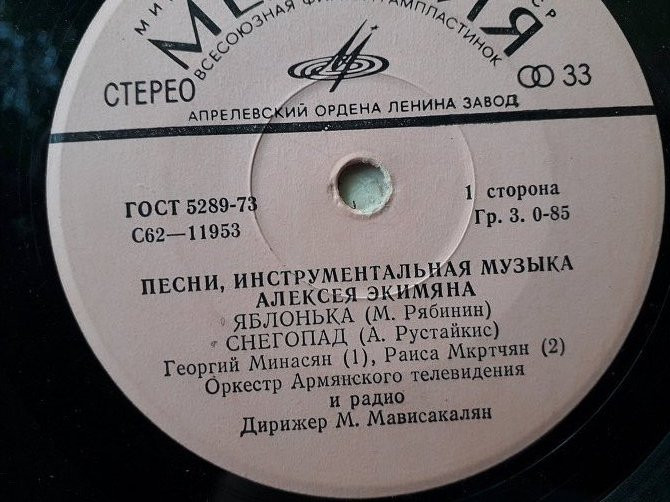 СТЕРЕО
33
АПРЕЛЕВСКИЙ ОРДЕНА ЛЕНИНА ЗАВОД
ГОСТ 5289-73
С62—11953
1 сторона
Гр. 3. 0-85
ПЕСНИ, ИНСТРУМЕНТАЛЬНАЯ МУЗЫКА
АЛЕКСЕЯ ЭКИМЯНА
ЯБЛОНЬКА (М. Рябинин)
СНЕГОПАД (А. Рустайкис)
Георгий Минасян (1), Раиса Мкртчян (2)
Оркестр Армянского телевидения
и радио
Дирижер М. Мависакалян